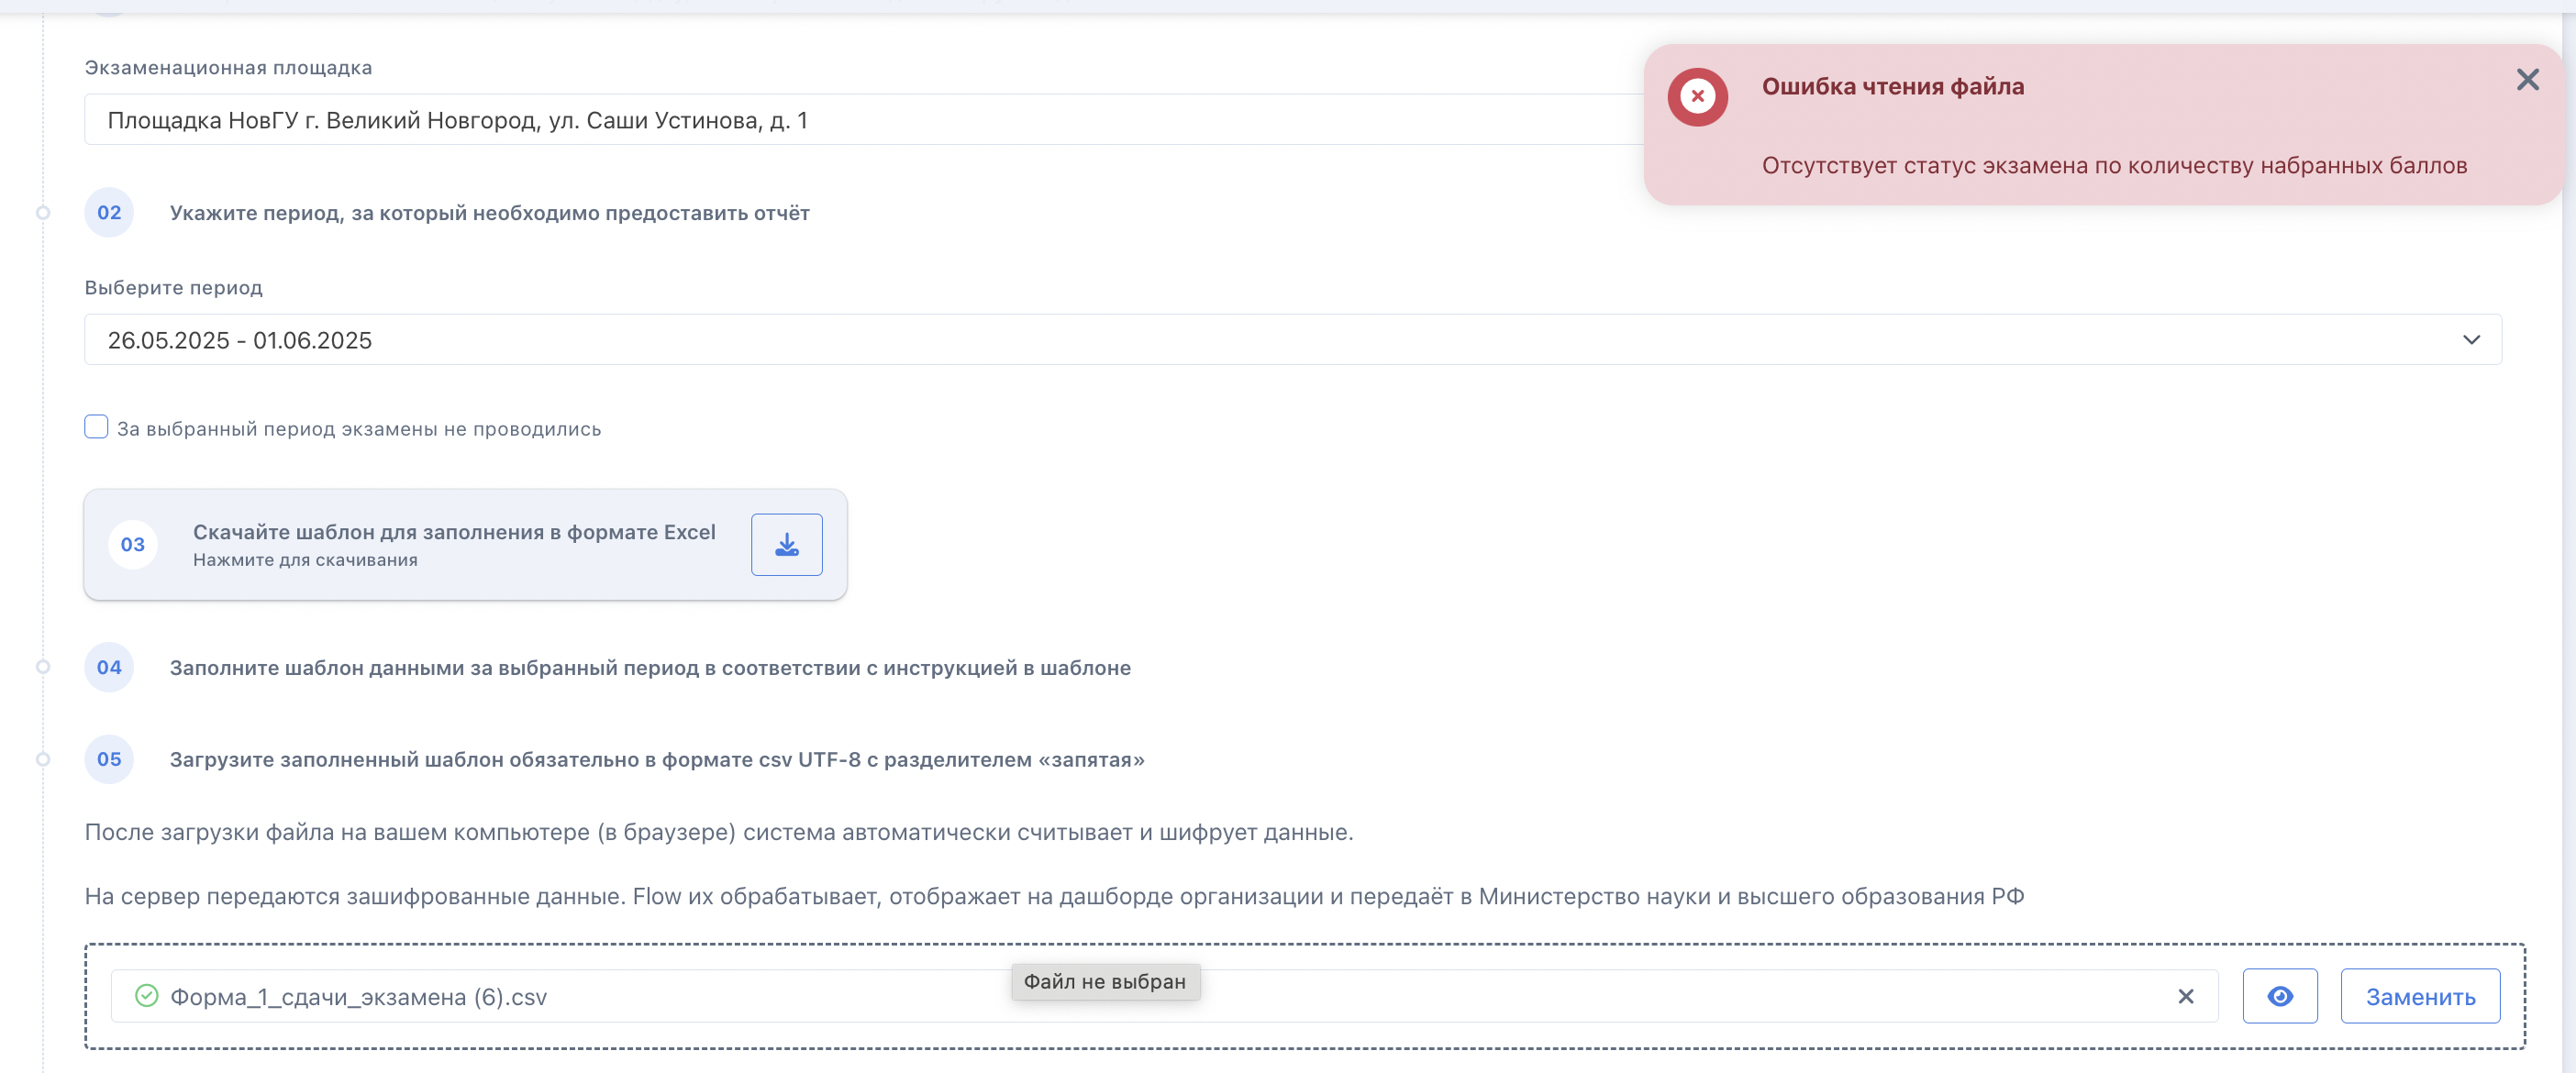 Экзаменационная площадка
Площадка НовГУ г. Великий Новгород, ул. Саши Устинова, д. 1
Ошибка чтения файла
Отсутствует статус экзамена по количеству набранных баллов
02 Укажите период, за который необходимо предоставить отчёт
Выберите период
26.05.2025 - 01.06.2025
За выбранный период экзамены не проводились
03 Скачайте шаблон для заполнения в формате Excel
Нажмите для скачивания
04 Заполните шаблон данными за выбранный период в соответствии с инструкцией в шаблоне
05 Загрузите заполненный шаблон обязательно в формате csv UTF-8 с разделителем «запятая»
После загрузки файла на вашем компьютере (в браузере) система автоматически считывает и шифрует данные.
На сервер передаются зашифрованные данные. Flow их обрабатывает, отображает на дашборде организации и передаёт в Министерство науки и высшего образования РФ
Файл не выбран
Форма_1_сдачи_экзамена (6).csv
Заменить